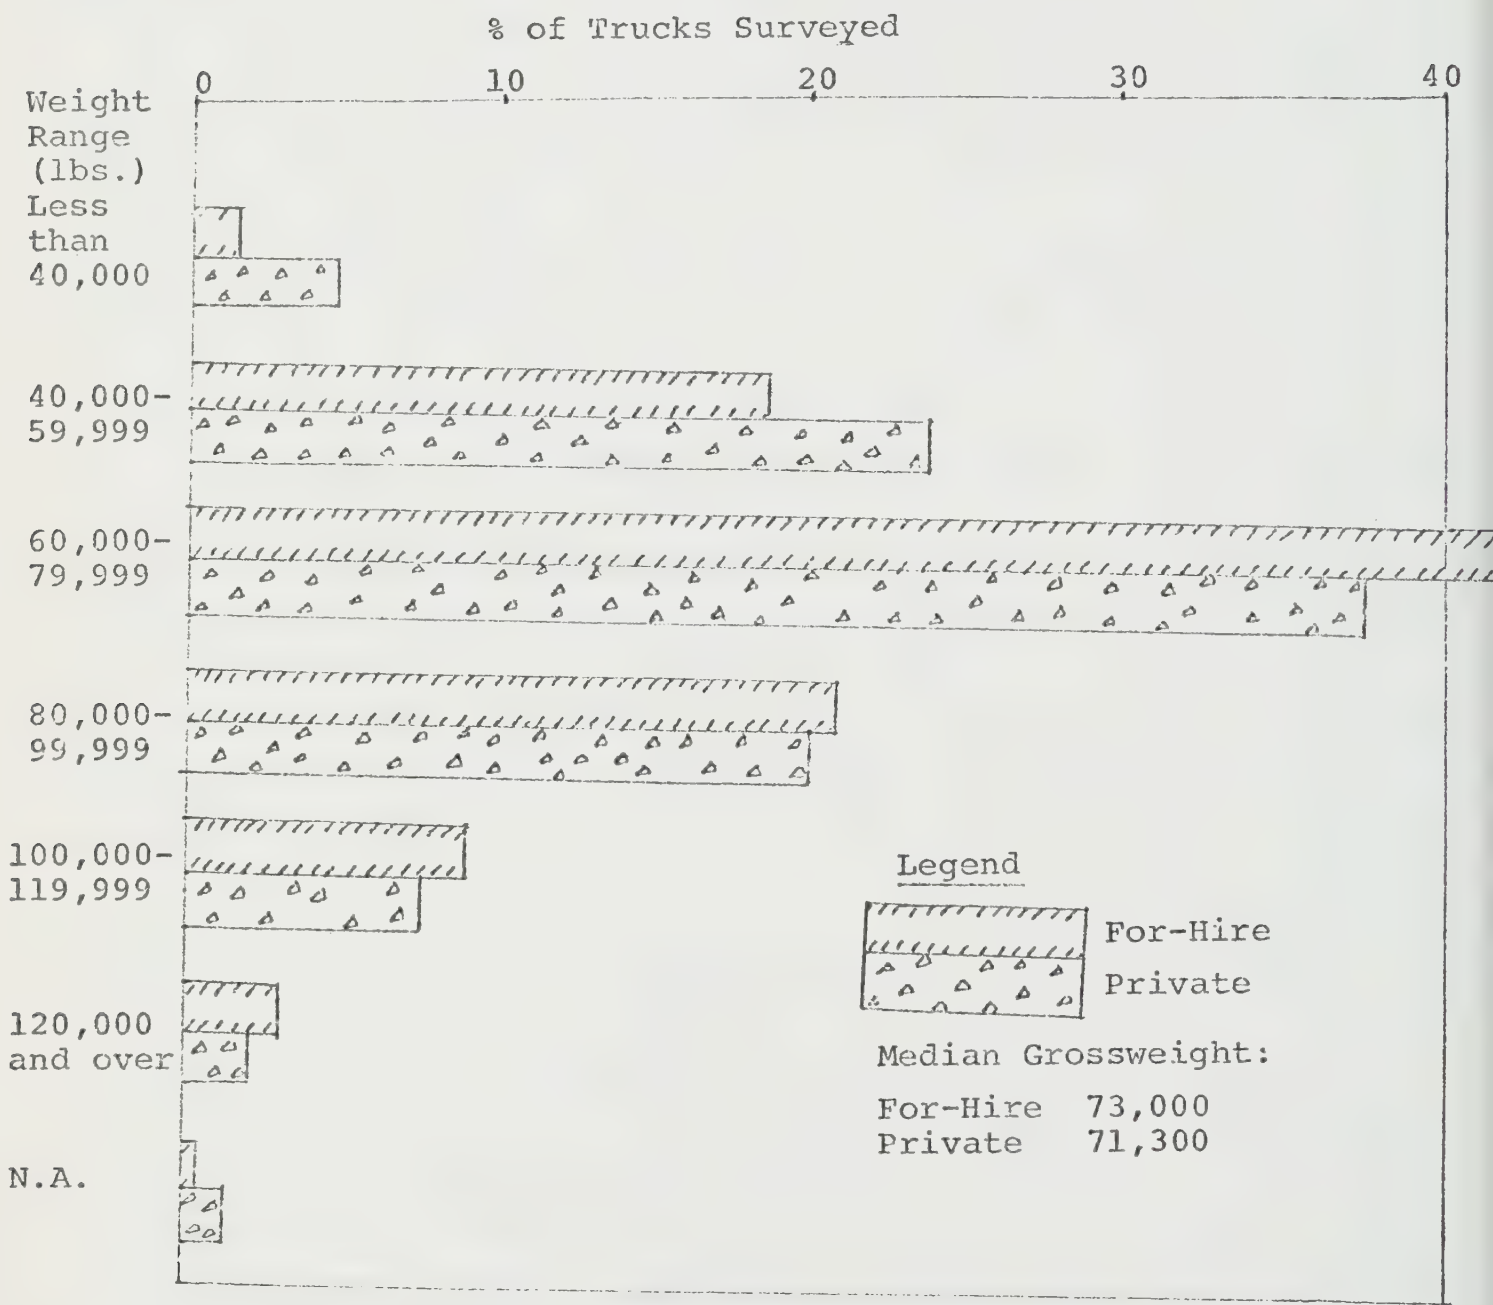 % of Trucks Surveyed
0 10 20 30 40
Weight
Range
(lbs.)
Less
than
40,000
40,000-
59,999
60,000-
79,999
80,000-
99,999
100,000-
119,999
120,000
and over
N.A.
Legend
For-Hire
Private
Median Grossweight:
For-Hire 73,000
Private 71,300